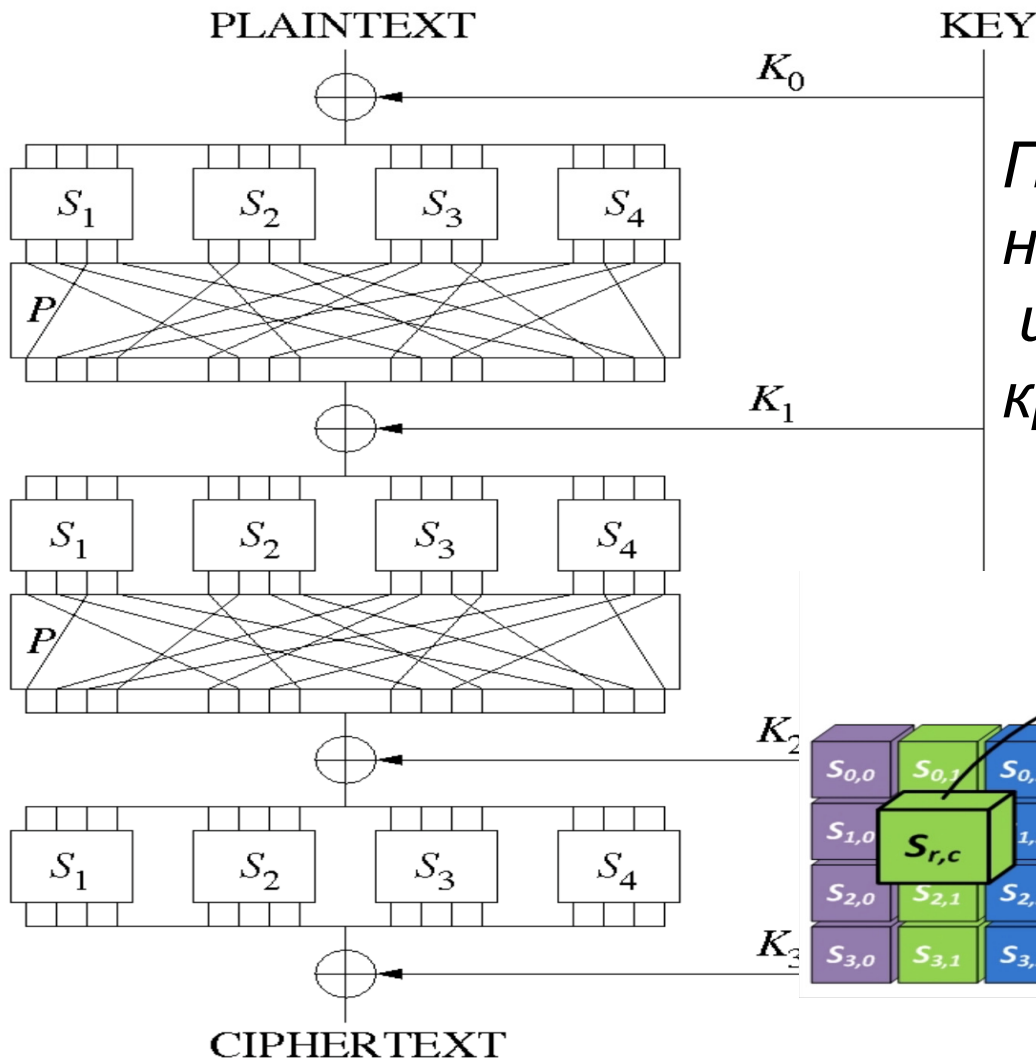 PLAINTEXT KEY
K₀
S₁ S₂ S₃ S₄
P
K₁
S₁ S₂ S₃ S₄
P
K₂
S₁ S₂ S₃ S₄
K₃
CIPHERTEXT
S₀,₀ S₀,₁
S₁,₀ Sr,c
S₂,₀ S₂,₁
S₃,₀ S₃,₁